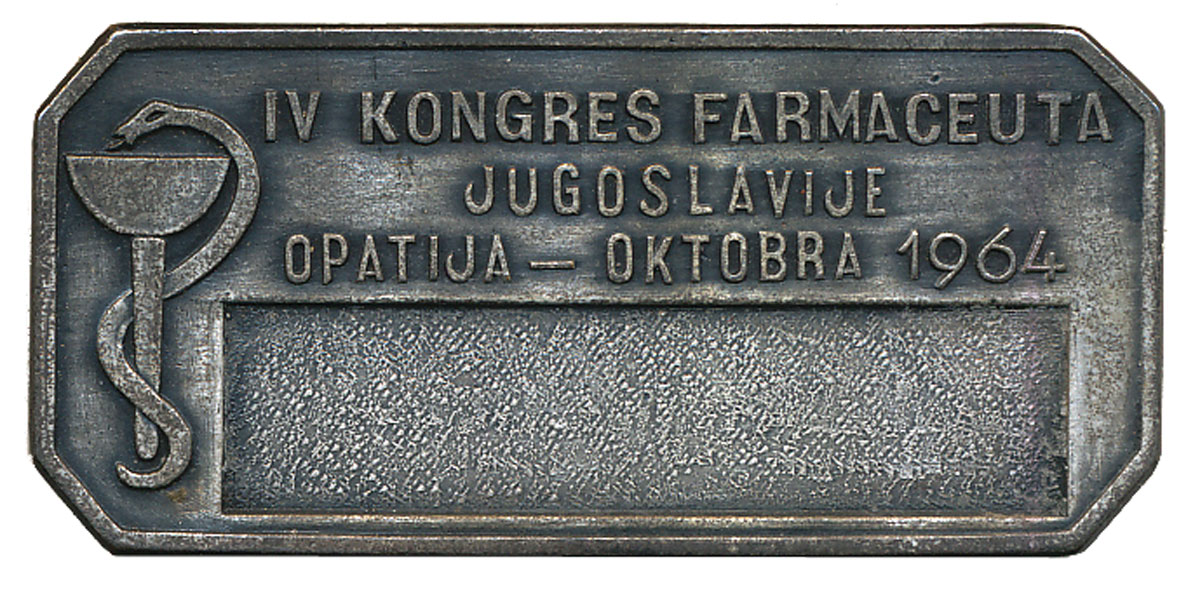 IV KONGRES FARMACEUTA
JUGOSLAVIJE
OPATIJA — OKTOBRA 1964